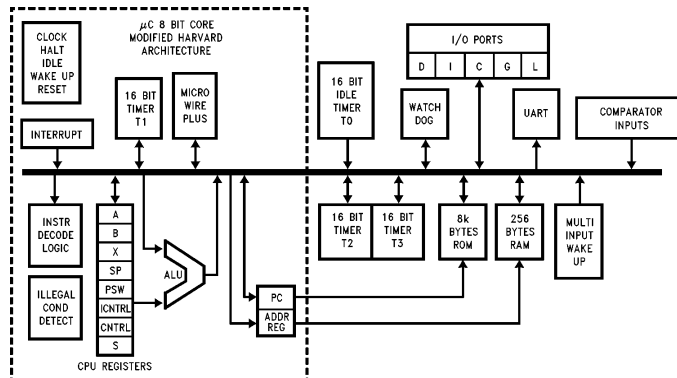 μC 8 BIT CORE
MODIFIED HARVARD
ARCHITECTURE
CLOCK
HALT
IDLE
WAKE UP
RESET
I/O PORTS
D I C G L
16 BIT
TIMER
T1
MICRO
WIRE
PLUS
16 BIT
IDLE
TIMER
T0
WATCH
DOG
UART
COMPARATOR
INPUTS
INTERRUPT
INSTR
DECODE
LOGIC
ILLEGAL
COND
DETECT
A
B
X
SP
PSW
ICNTRL
CNTRL
S
CPU REGISTERS
ALU
PC
ADDR
REG
16 BIT
TIMER
T2
16 BIT
TIMER
T3
8k
BYTES
ROM
256
BYTES
RAM
MULTI
INPUT
WAKE
UP